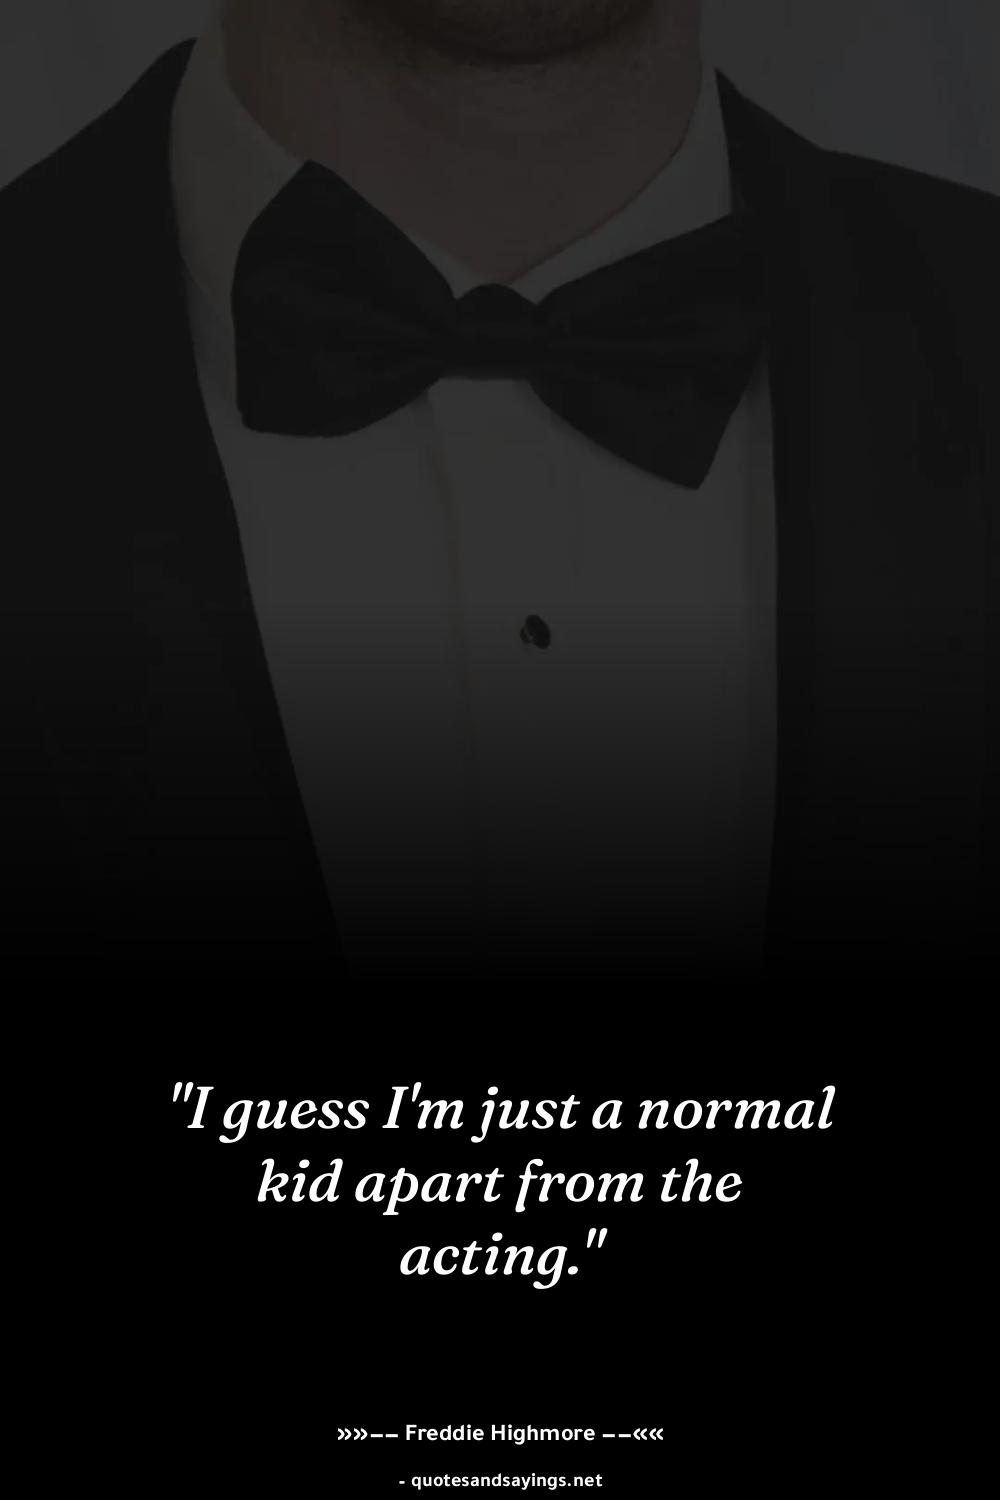 "I guess I'm just a normal
kid apart from the
acting."
»»−− Freddie Highmore −−««
- quotesandsayings.net